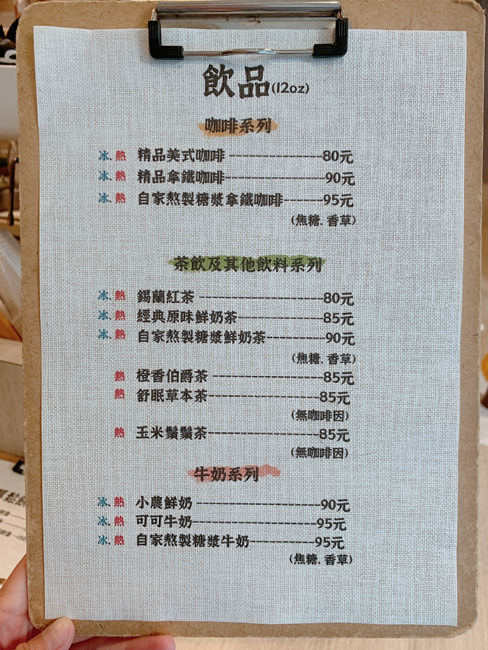 飲品(12oz)
咖啡系列
冰.熱 精品美式咖啡---------------80元
冰.熱 精品拿鐵咖啡---------------90元
冰.熱 自家熬製糖漿拿鐵咖啡------95元
(焦糖、香草)
茶飲及其他飲料系列
冰.熱 錫蘭紅茶--------------------80元
冰.熱 經典原味鮮奶茶-------------85元
冰.熱 自家熬製糖漿鮮奶茶---------90元
(焦糖、香草)
熱 橙香伯爵茶------------------85元
熱 舒眠草本茶------------------85元
(無咖啡因)
熱 玉米鬚鬚茶------------------85元
(無咖啡因)
牛奶系列
冰.熱 小農鮮奶--------------------90元
冰.熱 可可牛奶--------------------95元
冰.熱 自家熬製糖漿牛奶----------95元
(焦糖、香草)